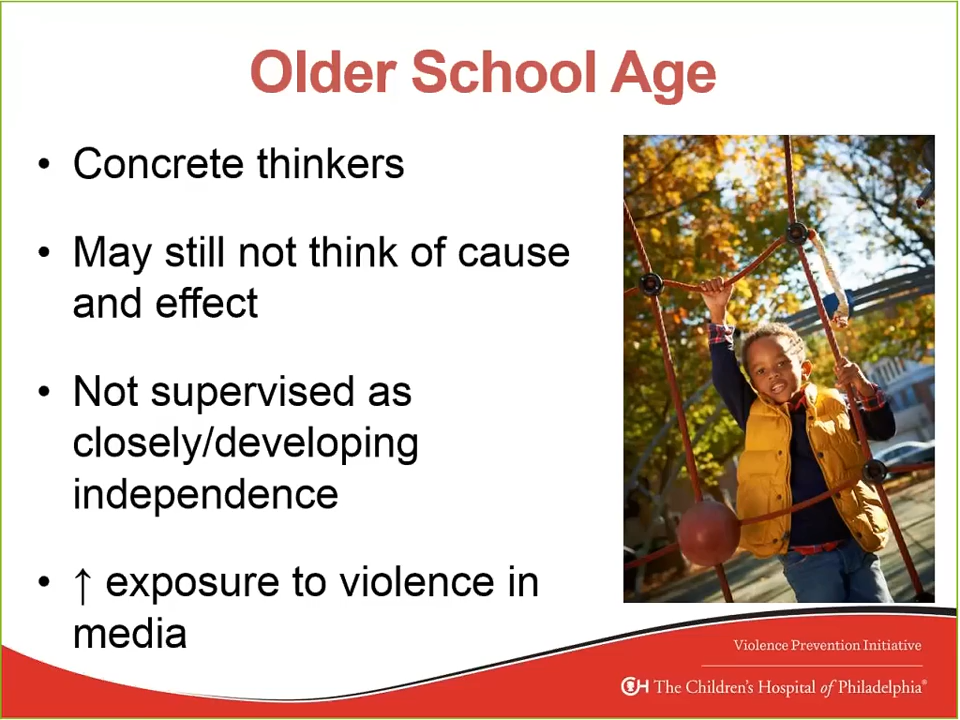 Older School Age
• Concrete thinkers
• May still not think of cause
and effect
• Not supervised as
closely/developing
independence
• ↑ exposure to violence in
media
Violence Prevention Initiative
CH The Children's Hospital of Philadelphia®